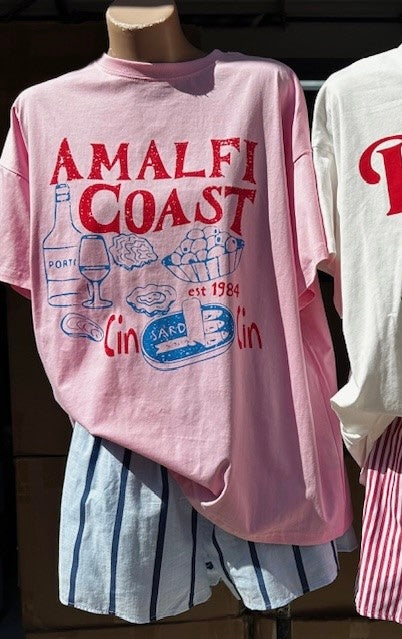 AMALFI
COAST
PORTO
est 1984
Cin Cin
SARD